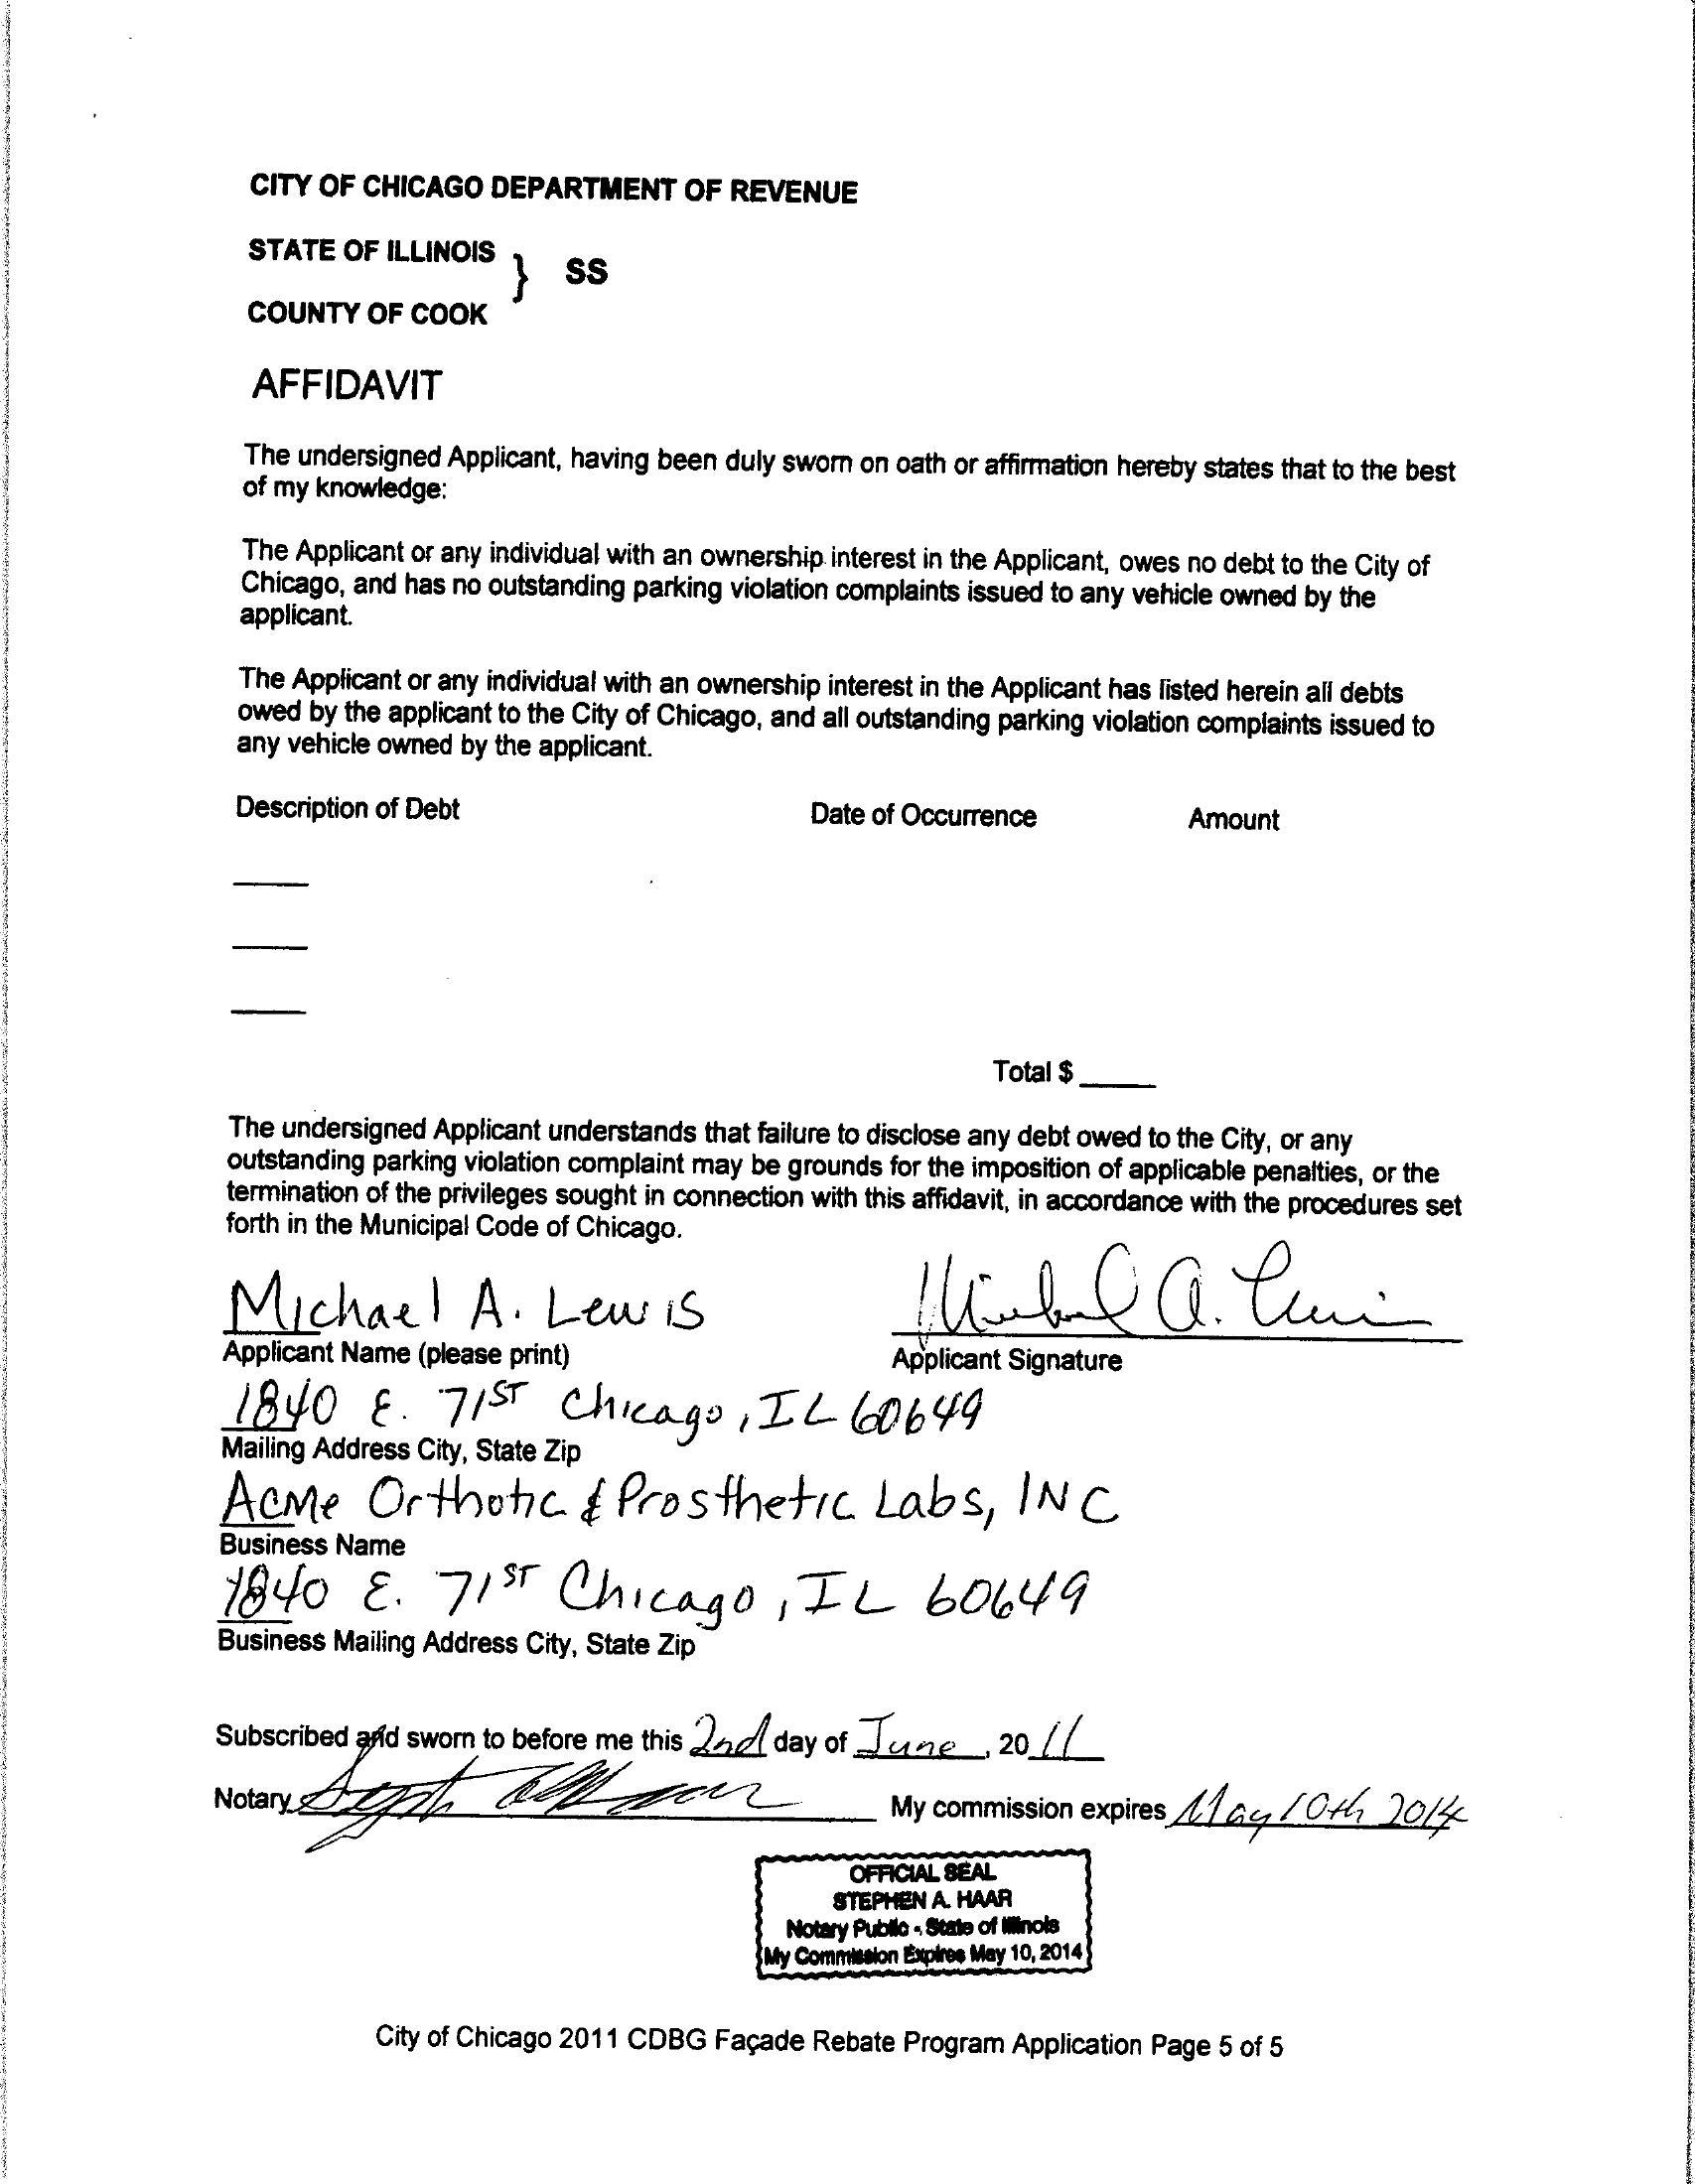 CITY OF CHICAGO DEPARTMENT OF REVENUE
STATE OF ILLINOIS
} SS
COUNTY OF COOK
AFFIDAVIT
The undersigned Applicant, having been duly sworn on oath or affirmation hereby states that to the best
of my knowledge:
The Applicant or any individual with an ownership interest in the Applicant, owes no debt to the City of
Chicago, and has no outstanding parking violation complaints issued to any vehicle owned by the
applicant.
The Applicant or any individual with an ownership interest in the Applicant has listed herein all debts
owed by the applicant to the City of Chicago, and all outstanding parking violation complaints issued to
any vehicle owned by the applicant.
Description of Debt Date of Occurrence Amount
Total $
The undersigned Applicant understands that failure to disclose any debt owed to the City, or any
outstanding parking violation complaint may be grounds for the imposition of applicable penalties, or the
termination of the privileges sought in connection with this affidavit, in accordance with the procedures set
forth in the Municipal Code of Chicago.
Michael A. Lewis Michael A. Lewis
Applicant Name (please print) Applicant Signature
1840 E. 71ST Chicago, IL 60649
Mailing Address City, State Zip
Acme Orthotic & Prosthetic Labs, INC
Business Name
1840 E. 71ST Chicago, IL 60649
Business Mailing Address City, State Zip
Subscribed and sworn to before me this 2nd day of June, 2011
Notary My commission expires May 10th 2014
OFFICIAL SEAL
STEPHEN A. HAAR
Notary Public - State of Illinois
My Commission Expires May 10, 2014
City of Chicago 2011 CDBG Façade Rebate Program Application Page 5 of 5